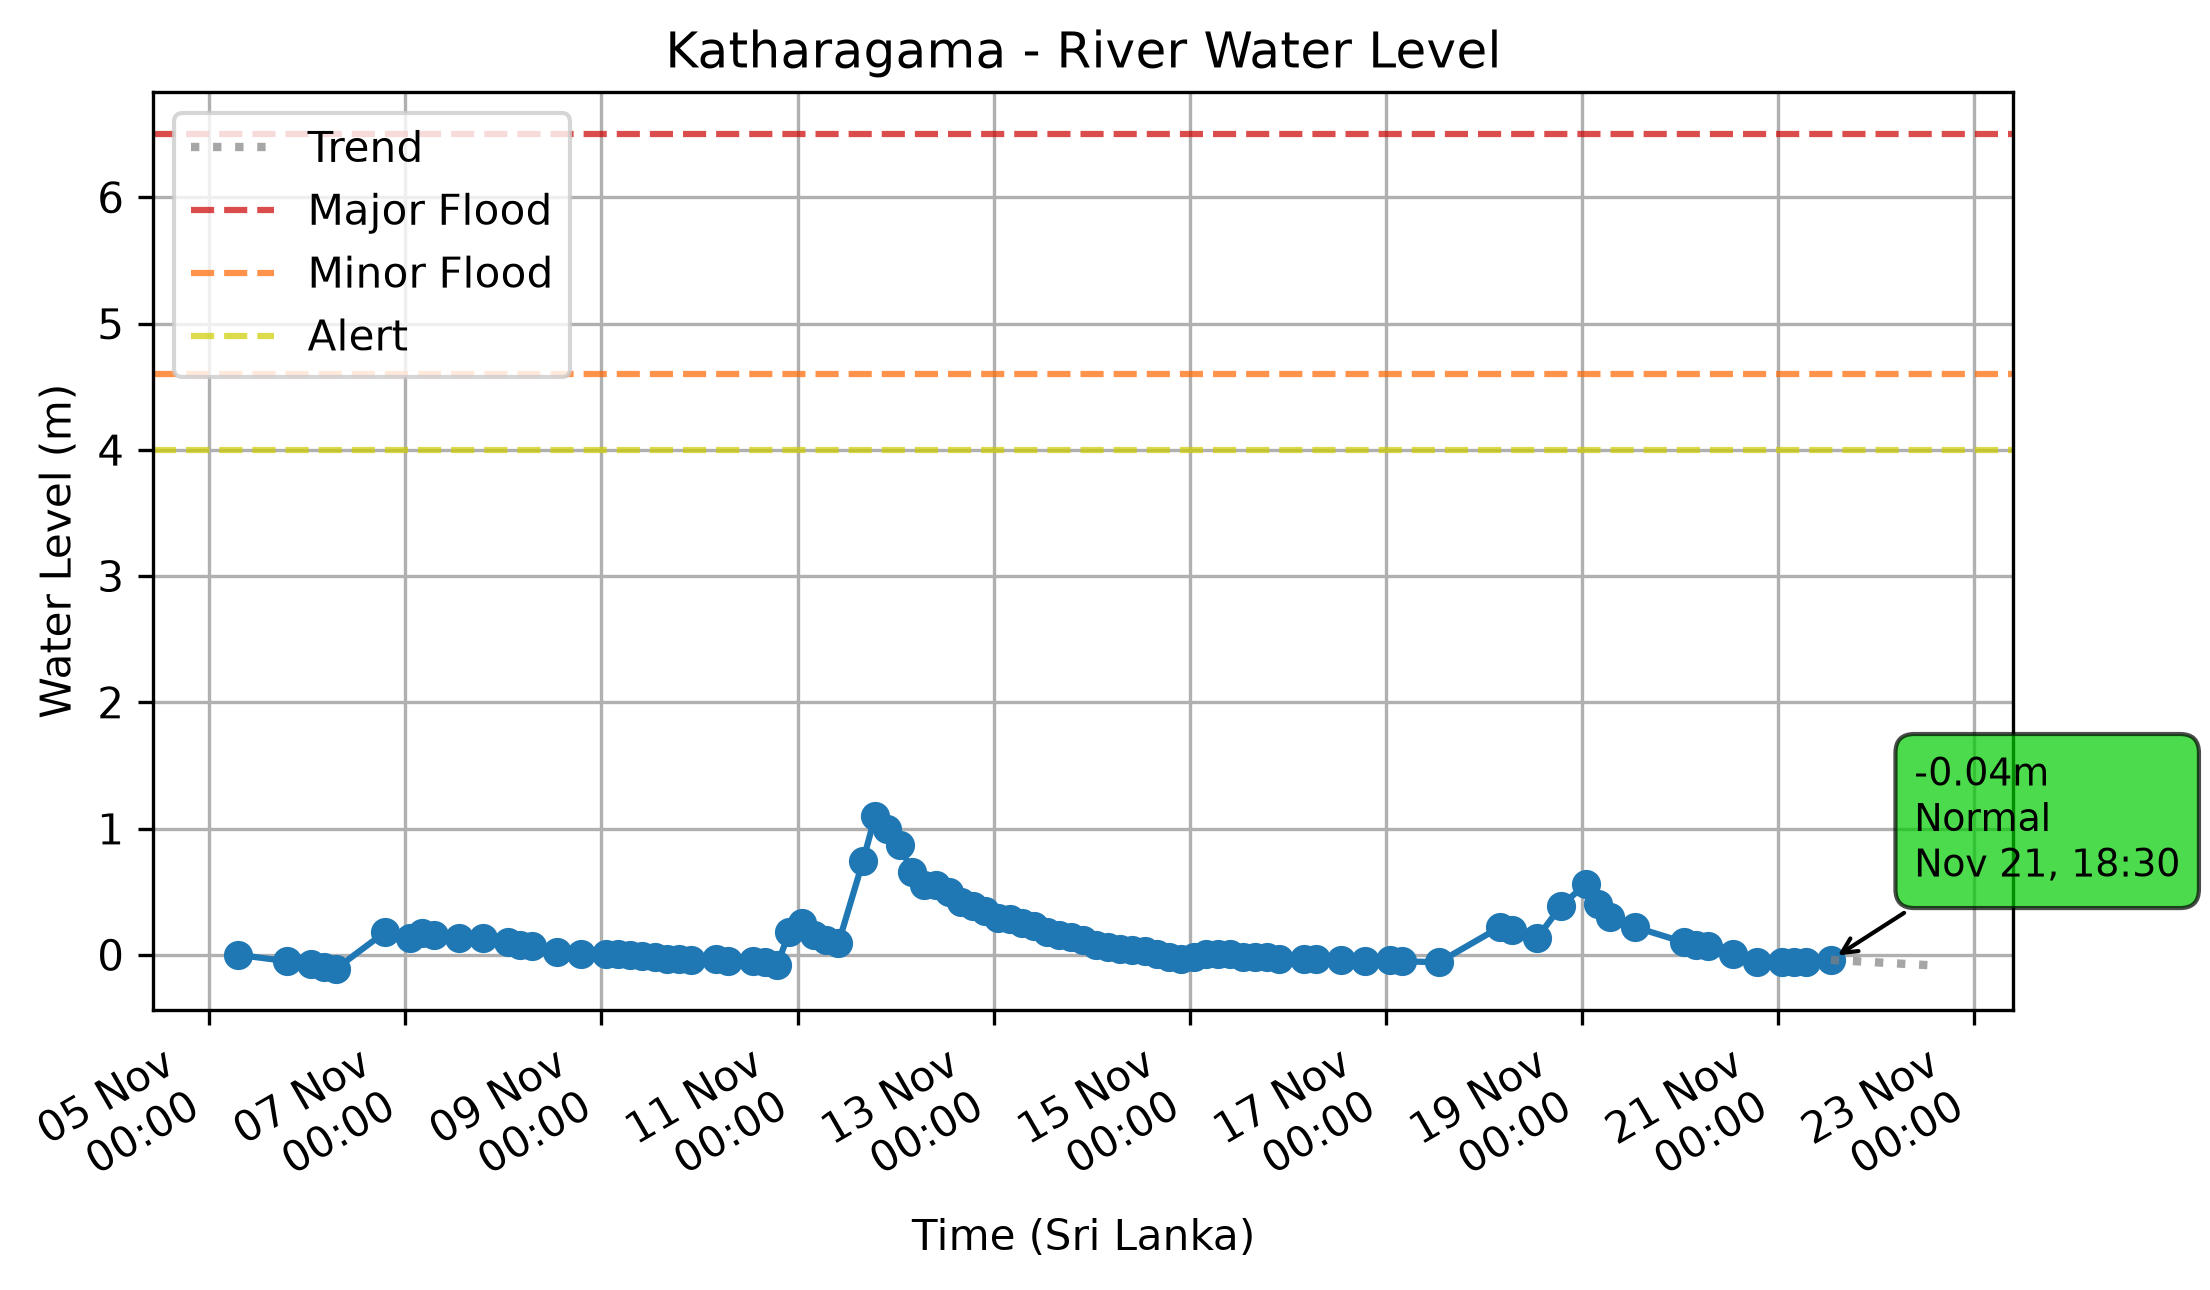 Katharagama - River Water Level
Trend
Major Flood
Minor Flood
Alert
Water Level (m)
6
5
4
3
2
1
0
-0.04m
Normal
Nov 21, 18:30
05 Nov
00:00
07 Nov
00:00
09 Nov
00:00
11 Nov
00:00
13 Nov
00:00
15 Nov
00:00
17 Nov
00:00
19 Nov
00:00
21 Nov
00:00
23 Nov
00:00
Time (Sri Lanka)